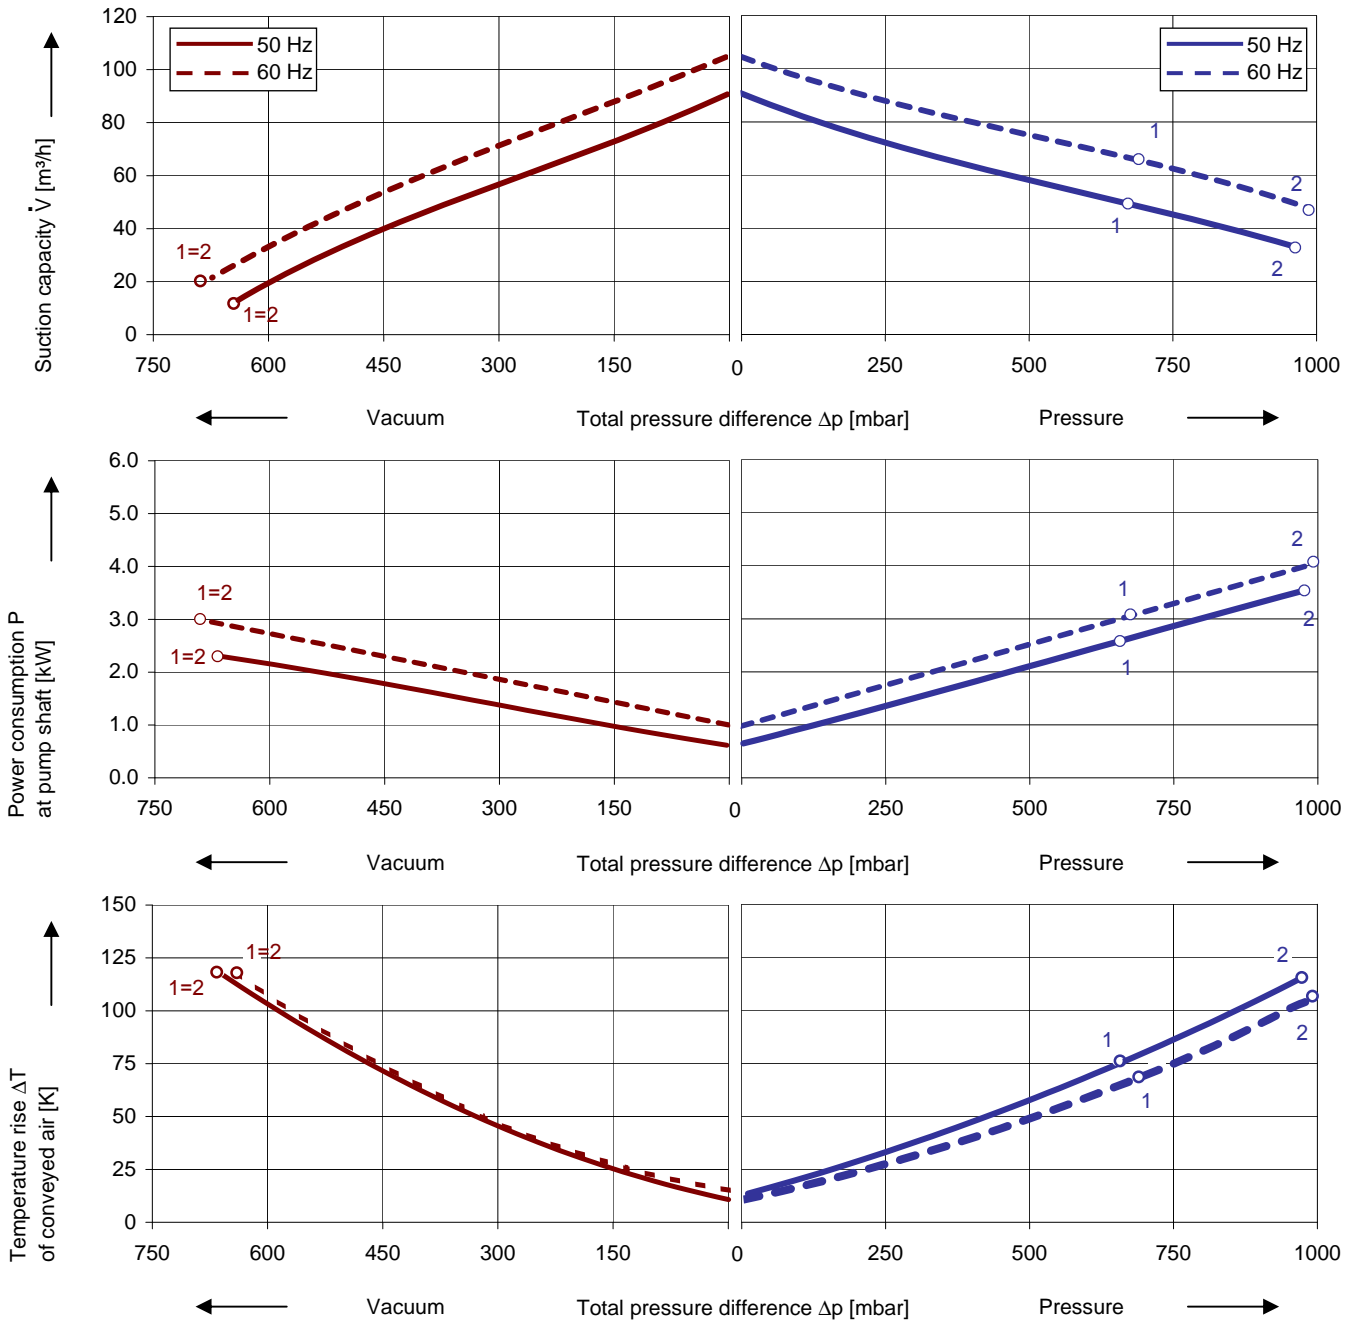 120
100
80
60
40
20
0
Suction capacity V̇ [m³/h]
50 Hz
60 Hz
50 Hz
60 Hz
1=2
1=2
1
2
1
2
750 600 450 300 150 0 250 500 750 1000
Vacuum Total pressure difference Δp [mbar] Pressure
6.0
5.0
4.0
3.0
2.0
1.0
0.0
Power consumption P
at pump shaft [kW]
1=2
1=2
1
2
1
2
750 600 450 300 150 0 250 500 750 1000
Vacuum Total pressure difference Δp [mbar] Pressure
150
125
100
75
50
25
0
Temperature rise ΔT
of conveyed air [K]
1=2
1=2
1
2
1
2
750 600 450 300 150 0 250 500 750 1000
Vacuum Total pressure difference Δp [mbar] Pressure